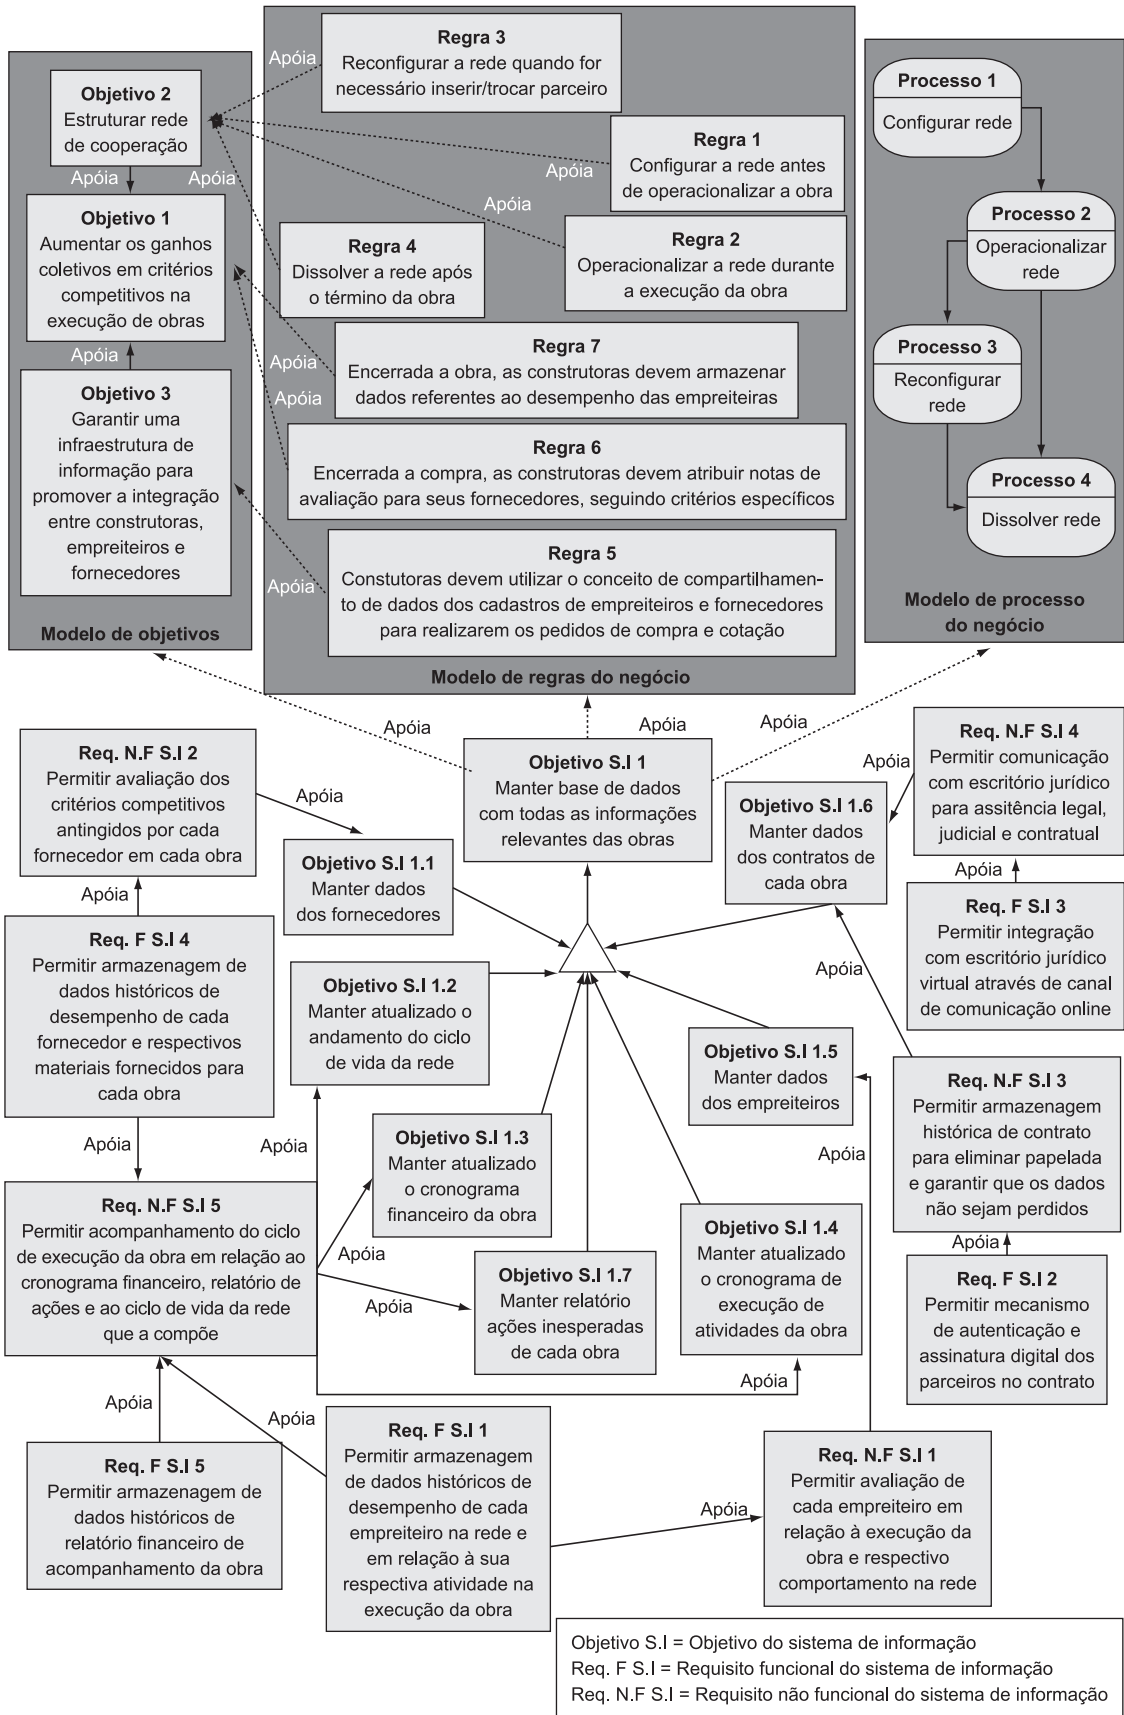 Regra 3
Reconfigurar a rede quando for
necessário inserir/trocar parceiro
Apóia
Objetivo 2
Estruturar rede
de cooperação
Apóia
Apóia
Regra 1
Configurar a rede antes
de operacionalizar a obra
Apóia
Apóia
Objetivo 1
Aumentar os ganhos
coletivos em critérios
competitivos na
execução de obras
Regra 4
Dissolver a rede após
o término da obra
Regra 2
Operacionalizar a rede durante
a execução da obra
Apóia
Objetivo 3
Garantir uma
infraestrutura de
informação para
promover a integração
entre construtoras,
empreiteiros e
fornecedores
Modelo de objetivos
Apóia
Regra 7
Encerrada a obra, as construtoras devem armazenar
dados referentes ao desempenho das empreiteiras
Apóia
Regra 6
Encerrada a compra, as construtoras devem atribuir notas de
avaliação para seus fornecedores, seguindo critérios específicos
Apóia
Regra 5
Constutoras devem utilizar o conceito de compartilhamen-
to de dados dos cadastros de empreiteiros e fornecedores
para realizarem os pedidos de compra e cotação
Modelo de regras do negócio
Processo 1
Configurar rede
Processo 2
Operacionalizar
rede
Processo 3
Reconfigurar
rede
Processo 4
Dissolver rede
Modelo de processo
do negócio
Apóia
Apóia
Apóia
Req. N.F S.I 2
Permitir avaliação dos
critérios competitivos
antingidos por cada
fornecedor em cada obra
Apóia
Objetivo S.I 1
Manter base de dados
com todas as informações
relevantes das obras
Objetivo S.I 1.6
Manter dados
dos contratos de
cada obra
Apóia
Req. N.F S.I 4
Permitir comunicação
com escritório jurídico
para assitência legal,
judicial e contratual
Objetivo S.I 1.1
Manter dados
dos fornecedores
Apóia
Apóia
Req. F S.I 4
Permitir armazenagem de
dados históricos de
desempenho de cada
fornecedor e respectivos
materiais fornecidos para
cada obra
Req. F S.I 3
Permitir integração
com escritório jurídico
virtual através de canal
de comunicação online
Apóia
Objetivo S.I 1.2
Manter atualizado o
andamento do ciclo
de vida da rede
Objetivo S.I 1.5
Manter dados
dos empreiteiros
Req. N.F S.I 3
Permitir armazenagem
histórica de contrato
para eliminar papelada
e garantir que os dados
não sejam perdidos
Apóia
Apóia
Apóia
Objetivo S.I 1.3
Manter atualizado
o cronograma
financeiro da obra
Req. N.F S.I 5
Permitir acompanhamento do ciclo
de execução da obra em relação ao
cronograma financeiro, relatório de
ações e ao ciclo de vida da rede
que a compõe
Apóia
Apóia
Objetivo S.I 1.7
Manter relatório
ações inesperadas
de cada obra
Objetivo S.I 1.4
Manter atualizado
o cronograma de
execução de
atividades da obra
Apóia
Req. F S.I 2
Permitir mecanismo
de autenticação e
assinatura digital dos
parceiros no contrato
Apóia
Apóia
Apóia
Req. F S.I 5
Permitir armazenagem de
dados históricos de
relatório financeiro de
acompanhamento da obra
Req. F S.I 1
Permitir armazenagem
de dados históricos de
desempenho de cada
empreiteiro na rede e
em relação à sua
respectiva atividade na
execução da obra
Apóia
Req. N.F S.I 1
Permitir avaliação de
cada empreiteiro em
relação à execução da
obra e respectivo
comportamento na rede
Objetivo S.I = Objetivo do sistema de informação
Req. F S.I = Requisito funcional do sistema de informação
Req. N.F S.I = Requisito não funcional do sistema de informação